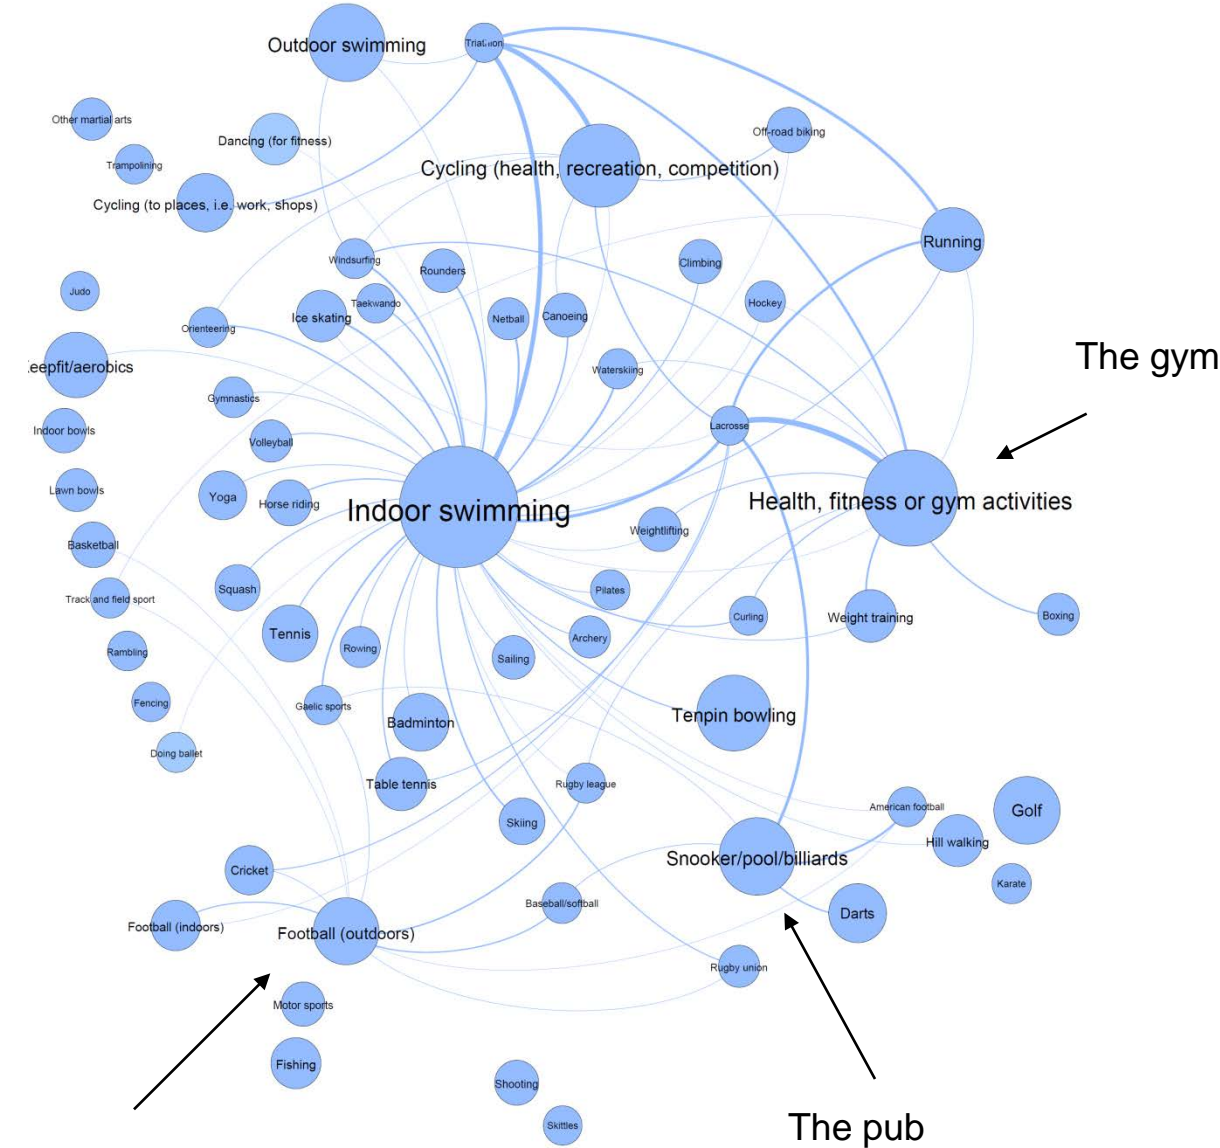 Outdoor swimming
Triathlon
Other martial arts
Dancing (for fitness)
Off-road biking
Trampolining
Cycling (health, recreation, competition)
Cycling (to places, i.e. work, shops)
Running
Windsurfing
Rounders
Climbing
Judo
Taekwando
Hockey
Ice skating
Netball
Canoeing
Orienteering
The gym
eepfit/aerobics
Waterskiing
Gymnastics
Lacrosse
Indoor bowls
Volleyball
Lawn bowls
Yoga
Horse riding
Indoor swimming
Health, fitness or gym activities
Weightlifting
Basketball
Squash
Pilates
Track and field sport
Curling
Weight training
Boxing
Tennis
Archery
Rowing
Rambling
Sailing
Fencing
Gaelic sports
Tenpin bowling
Badminton
Doing ballet
Table tennis
Rugby league
American football
Golf
Skiing
Hill walking
Snooker/pool/billiards
Cricket
Karate
Baseball/softball
Darts
Football (indoors)
Football (outdoors)
Rugby union
Motor sports
Fishing
Shooting
Skittles
The pub